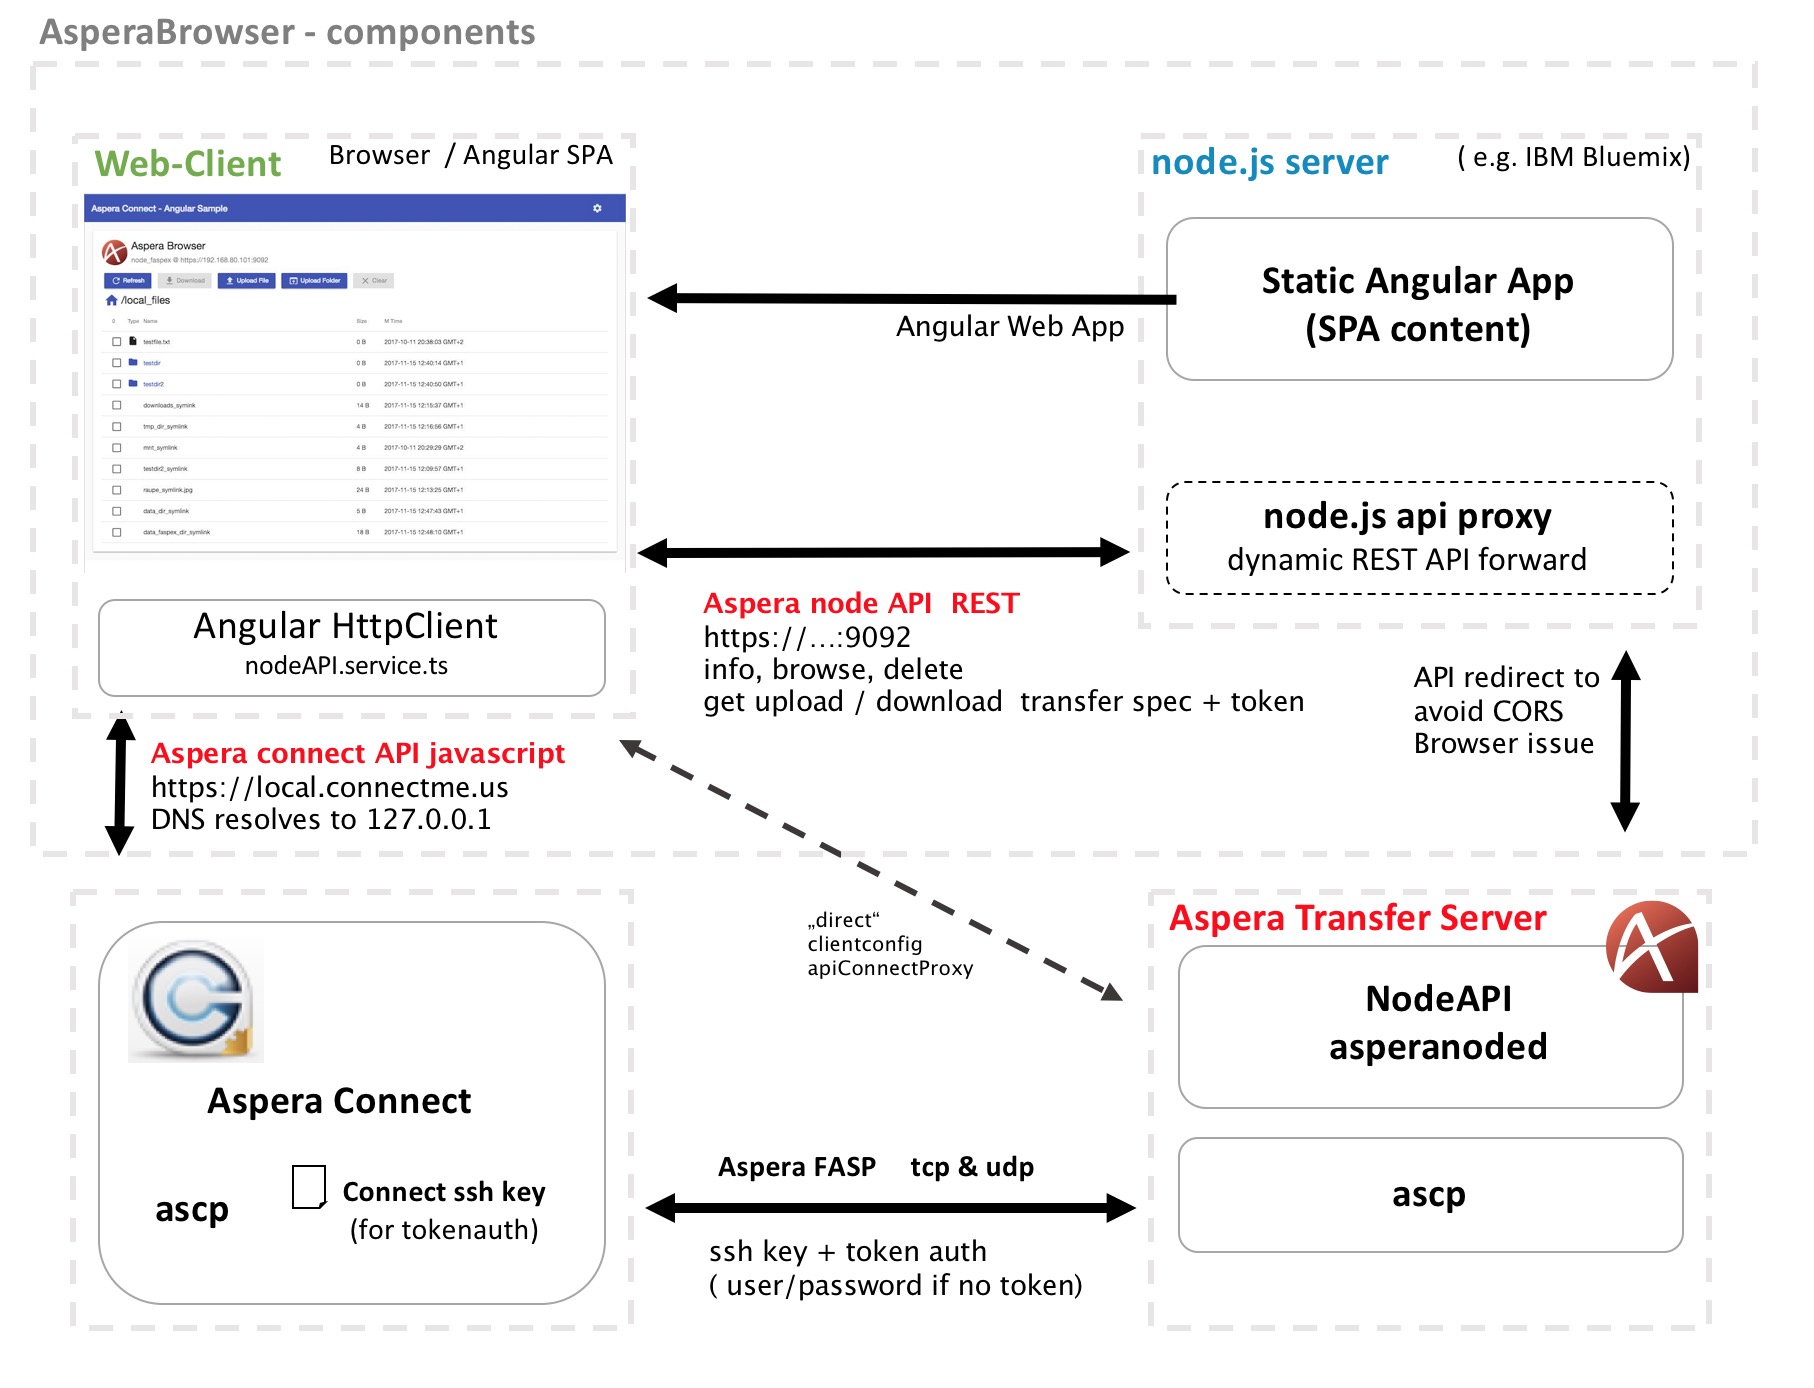 AsperaBrowser - components
Web-Client
Browser / Angular SPA
Aspera Connect - Angular Sample
Aspera Browser
node_faspex @ https://192.168.80.101:9092
Refresh Download Upload File Upload Folder Clear
/local_files
0 Type Name Size M Time
testfile.txt 0 B 2017-10-11 20:38:03 GMT+2
testdir 0 B 2017-11-15 12:40:14 GMT+1
testdir2 0 B 2017-11-15 12:40:50 GMT+1
downloads_symink 14 B 2017-11-15 12:15:37 GMT+1
tmp_dir_symlink 4 B 2017-11-15 12:16:56 GMT+1
mnt_symlink 4 B 2017-10-11 20:29:29 GMT+2
testdir2_symlink 8 B 2017-11-15 12:09:57 GMT+1
raupe_symlink.jpg 24 B 2017-11-15 12:13:25 GMT+1
data_dir_symlink 5 B 2017-11-15 12:47:43 GMT+1
data_faspex_dir_symlink 18 B 2017-11-15 12:48:10 GMT+1
Angular HttpClient
nodeAPI.service.ts
node.js server
( e.g. IBM Bluemix)
Static Angular App
(SPA content)
Angular Web App
node.js api proxy
dynamic REST API forward
Aspera node API REST
https://...:9092
info, browse, delete
get upload / download transfer spec + token
API redirect to
avoid CORS
Browser issue
Aspera connect API javascript
https://local.connectme.us
DNS resolves to 127.0.0.1
„direct“
clientconfig
apiConnectProxy
Aspera Connect
ascp
Connect ssh key
(for tokenauth)
Aspera FASP tcp & udp
ssh key + token auth
( user/password if no token)
Aspera Transfer Server
NodeAPI
asperanoded
ascp